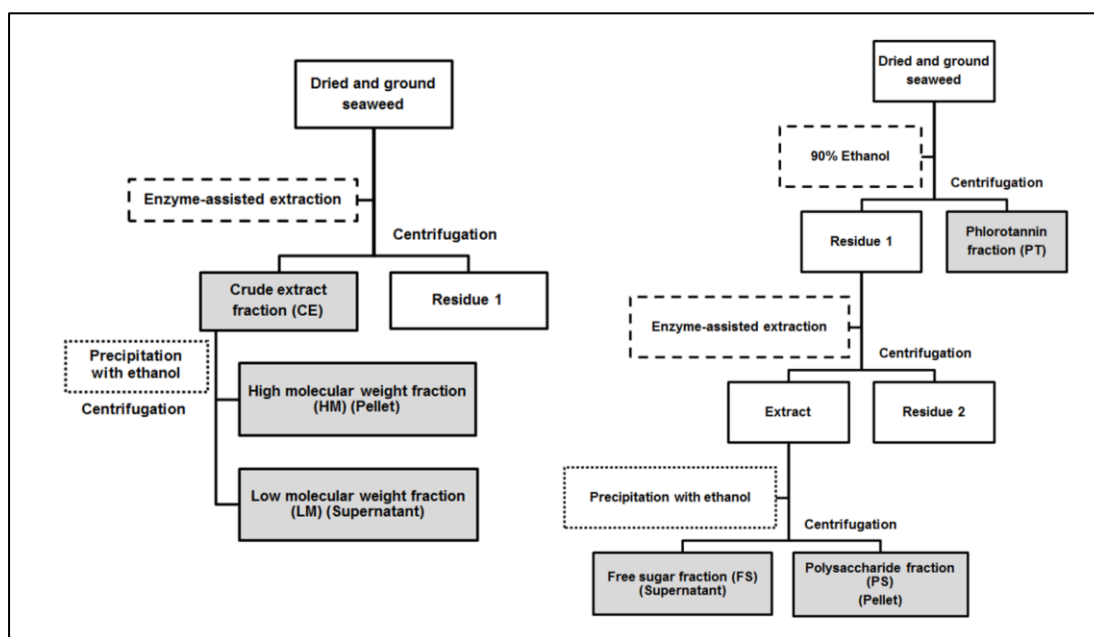 Dried and ground
seaweed
Enzyme-assisted extraction
Centrifugation
Crude extract
fraction (CE)
Residue 1
Precipitation
with ethanol
Centrifugation
High molecular weight fraction
(HM) (Pellet)
Low molecular weight fraction
(LM) (Supernatant)
Dried and ground
seaweed
90% Ethanol
Centrifugation
Residue 1
Phlorotannin
fraction (PT)
Enzyme-assisted extraction
Centrifugation
Extract
Residue 2
Precipitation with ethanol
Centrifugation
Free sugar fraction (FS)
(Supernatant)
Polysaccharide fraction
(PS)
(Pellet)